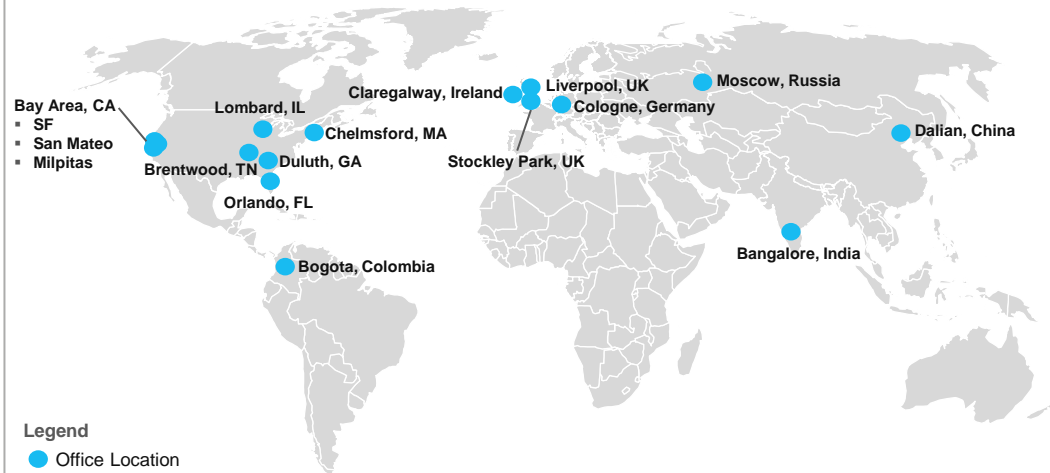 Bay Area, CA
▪ SF
▪ San Mateo
▪ Milpitas
Lombard, IL
Chelmsford, MA
Brentwood, TN
Duluth, GA
Orlando, FL
Bogota, Colombia
Claregalway, Ireland
Liverpool, UK
Cologne, Germany
Stockley Park, UK
Moscow, Russia
Dalian, China
Bangalore, India
Legend
Office Location